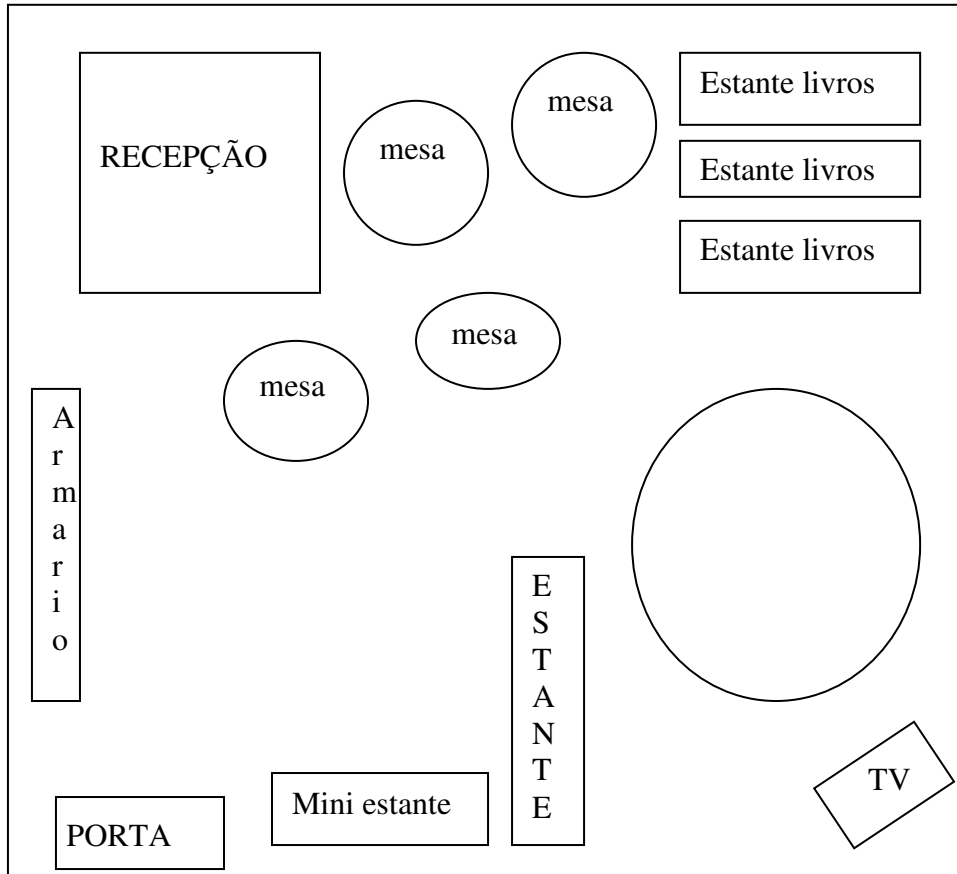 Estante livros
mesa
mesa
RECEPÇÃO
Estante livros
Estante livros
mesa
mesa
A
r
m
a
r
i
o
E
S
T
A
N
T
E
TV
Mini estante
PORTA